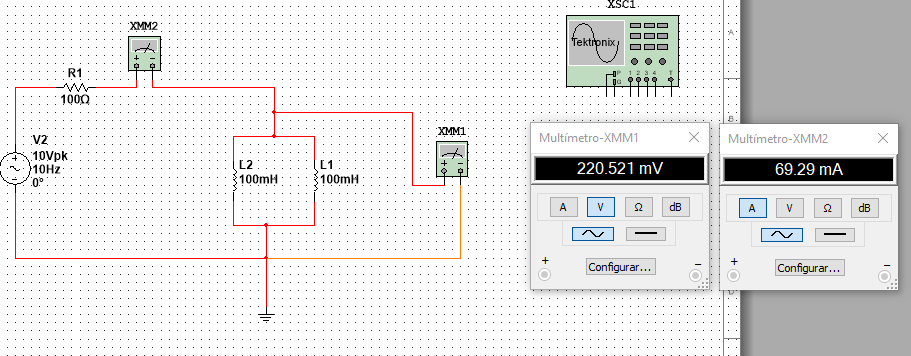 XSC1
XMM2
Tektronix
P
G
1 2 3 4 T
R1
100Ω
V2
10Vpk
10Hz
0°
L2
100mH
L1
100mH
XMM1
A
B
Multímetro-XMM1
220.521 mV
A V Ω dB
+ −
Configurar...
Multímetro-XMM2
69.29 mA
A V Ω dB
+ −
Configurar...